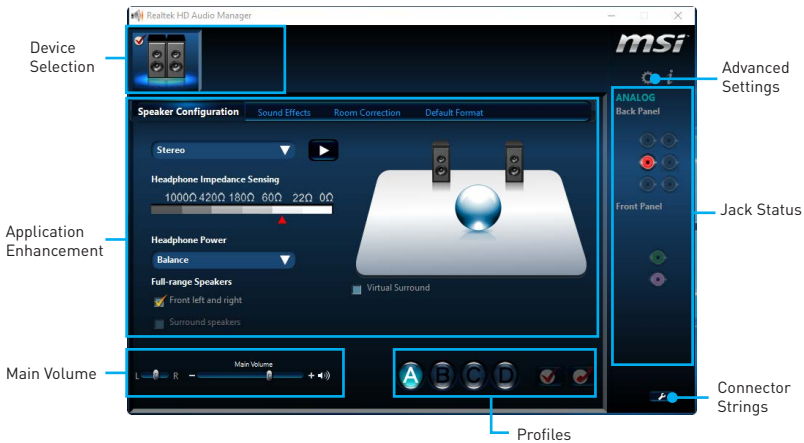 Realtek HD Audio Manager
Device
Selection
msi
Advanced
Settings
Speaker Configuration
Sound Effects
Room Correction
Default Format
ANALOG
Back Panel
Stereo
Headphone Impedance Sensing
1000Ω 420Ω 180Ω 60Ω 22Ω 0Ω
Front Panel
Jack Status
Application
Enhancement
Headphone Power
Balance
Full-range Speakers
Front left and right
Surround speakers
Virtual Surround
Main Volume
Main Volume
L
R
A
B
C
D
Connector
Strings
Profiles